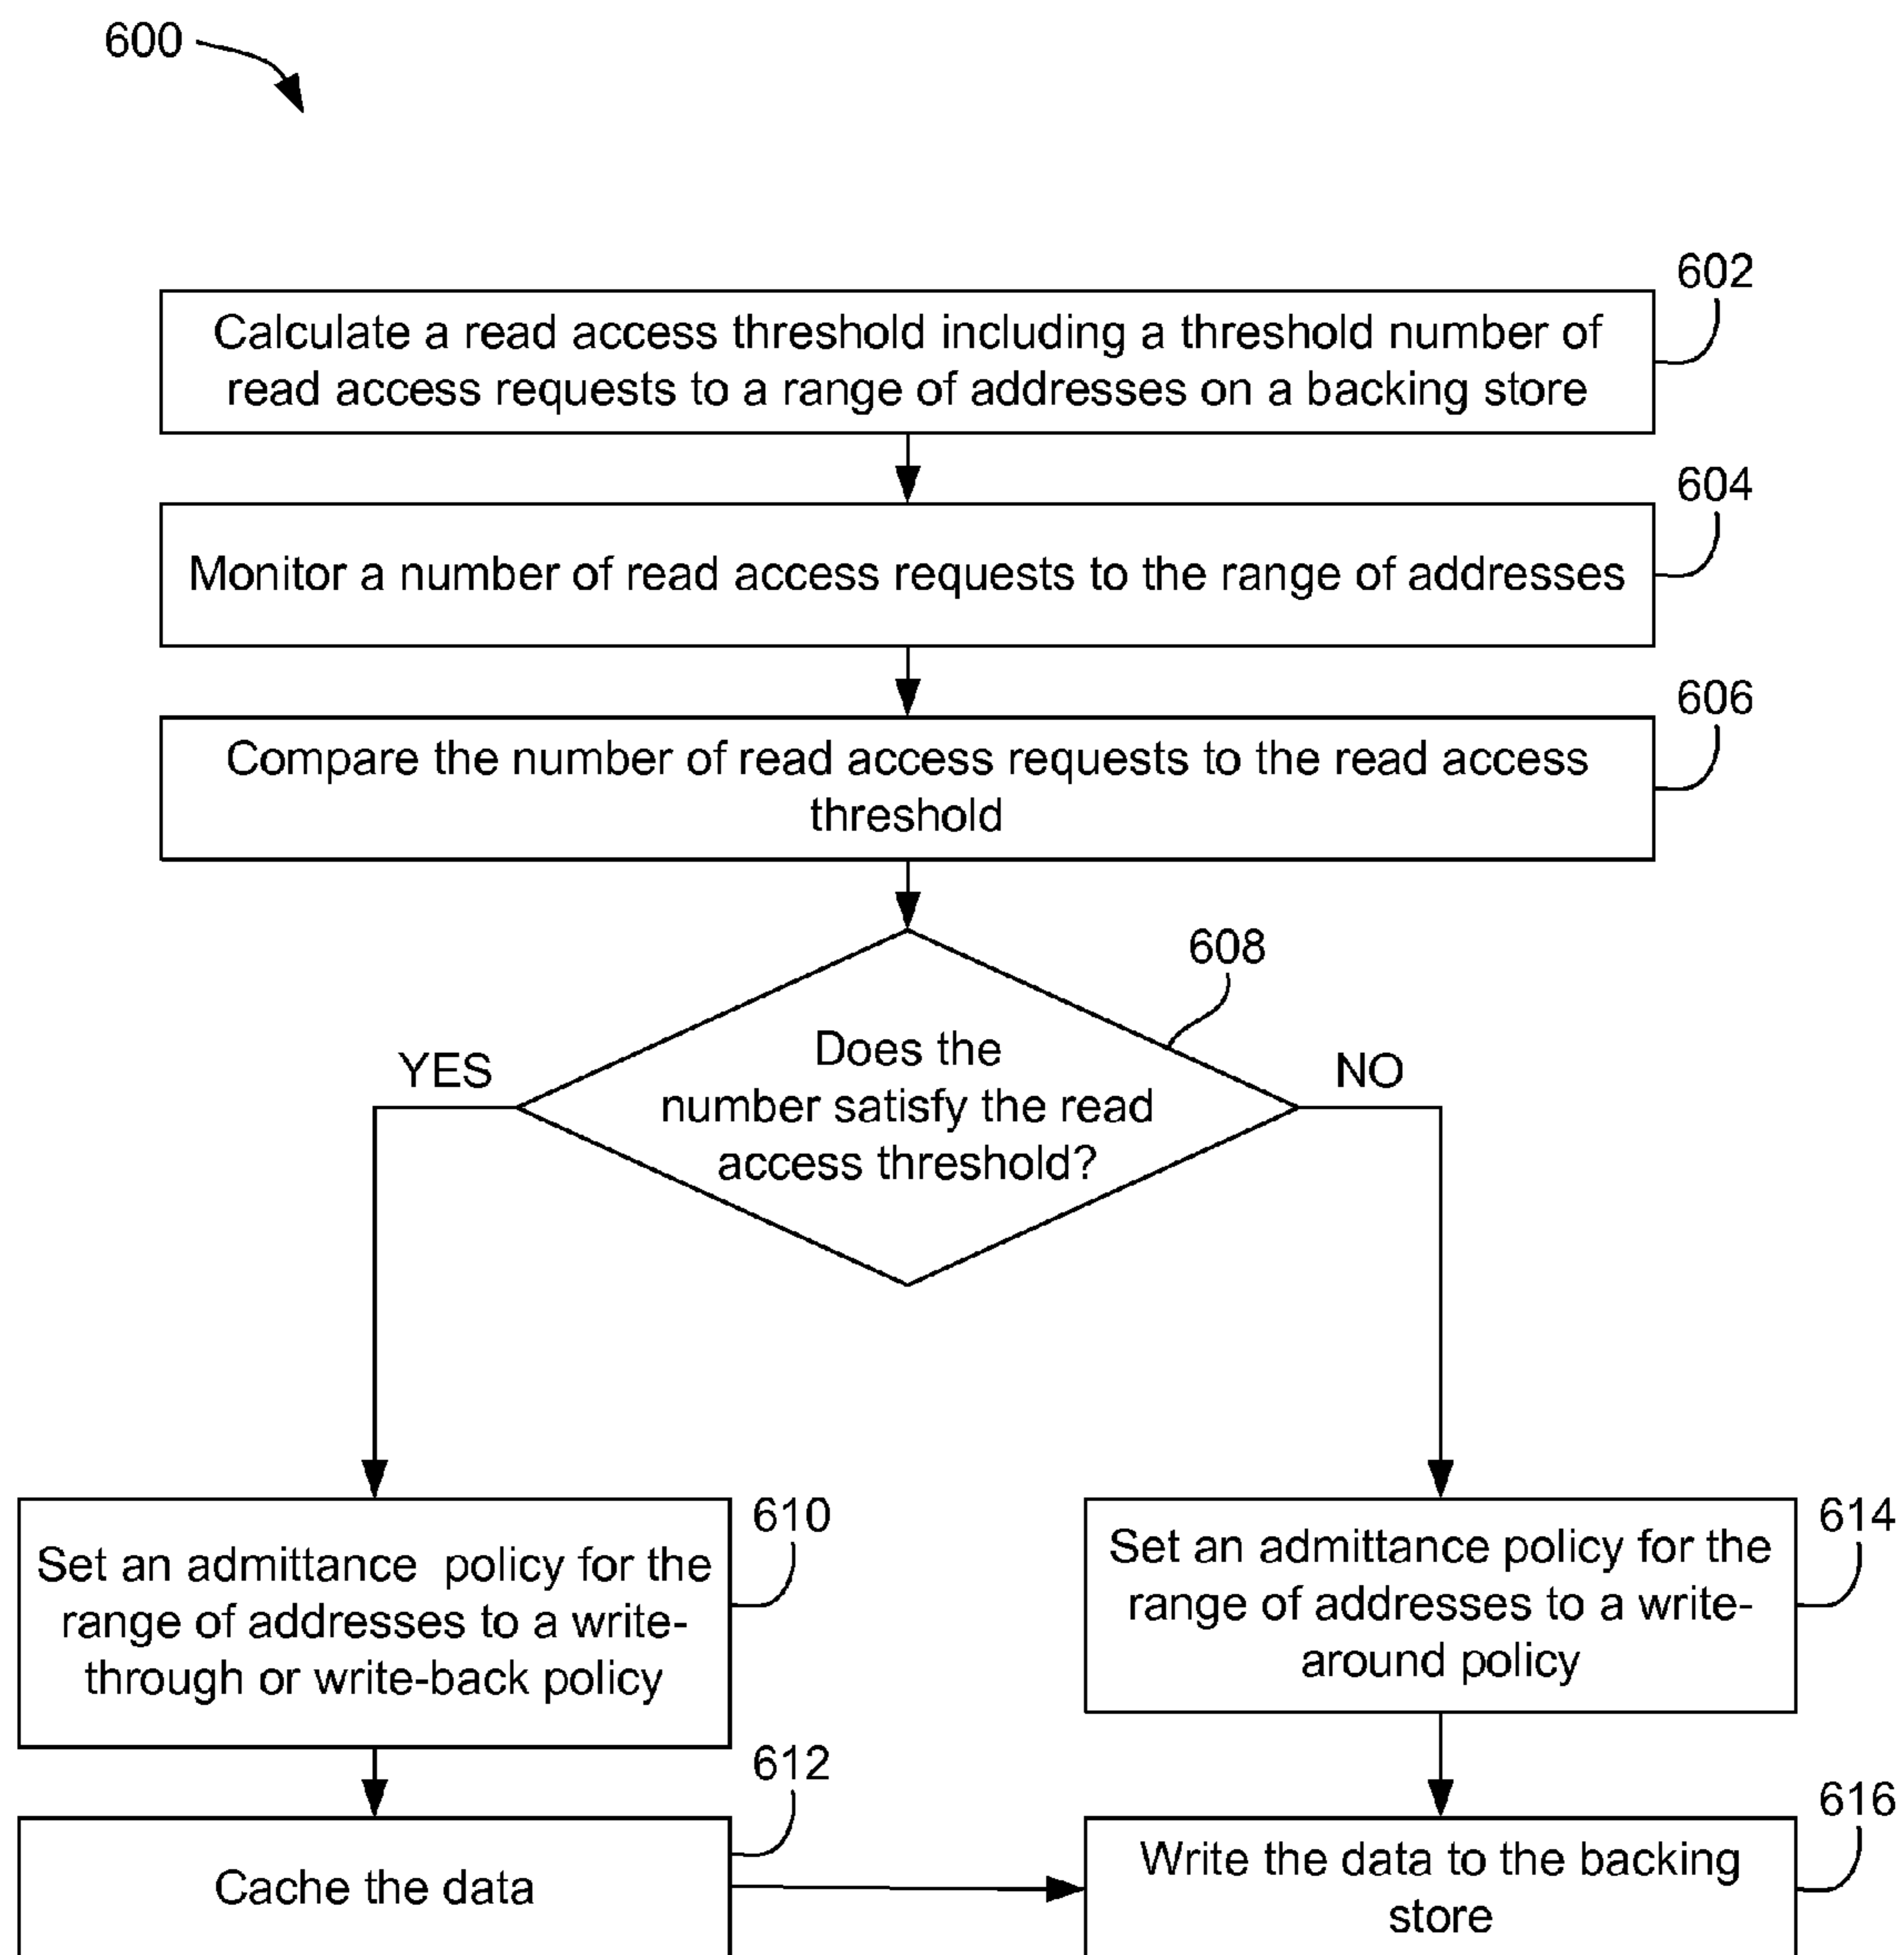 600
602
Calculate a read access threshold including a threshold number of
read access requests to a range of addresses on a backing store
604
Monitor a number of read access requests to the range of addresses
606
Compare the number of read access requests to the read access
threshold
608
Does the
number satisfy the read
access threshold?
YES
NO
610
Set an admittance policy for the
range of addresses to a write-
through or write-back policy
614
Set an admittance policy for the
range of addresses to a write-
around policy
612
Cache the data
616
Write the data to the backing
store